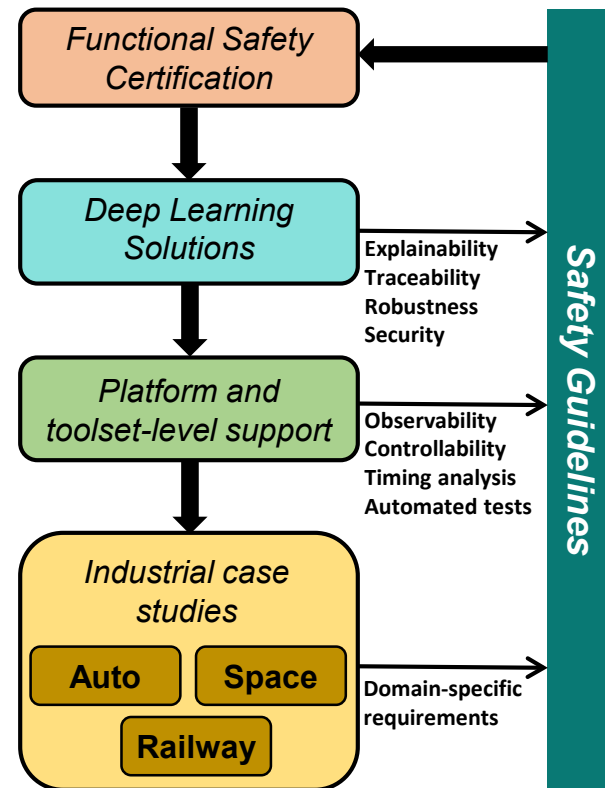 Functional Safety
Certification
Deep Learning
Solutions
Explainability
Traceability
Robustness
Security
Platform and
toolset-level support
Observability
Controllability
Timing analysis
Automated tests
Industrial case
studies
Auto
Space
Railway
Domain-specific
requirements
Safety Guidelines